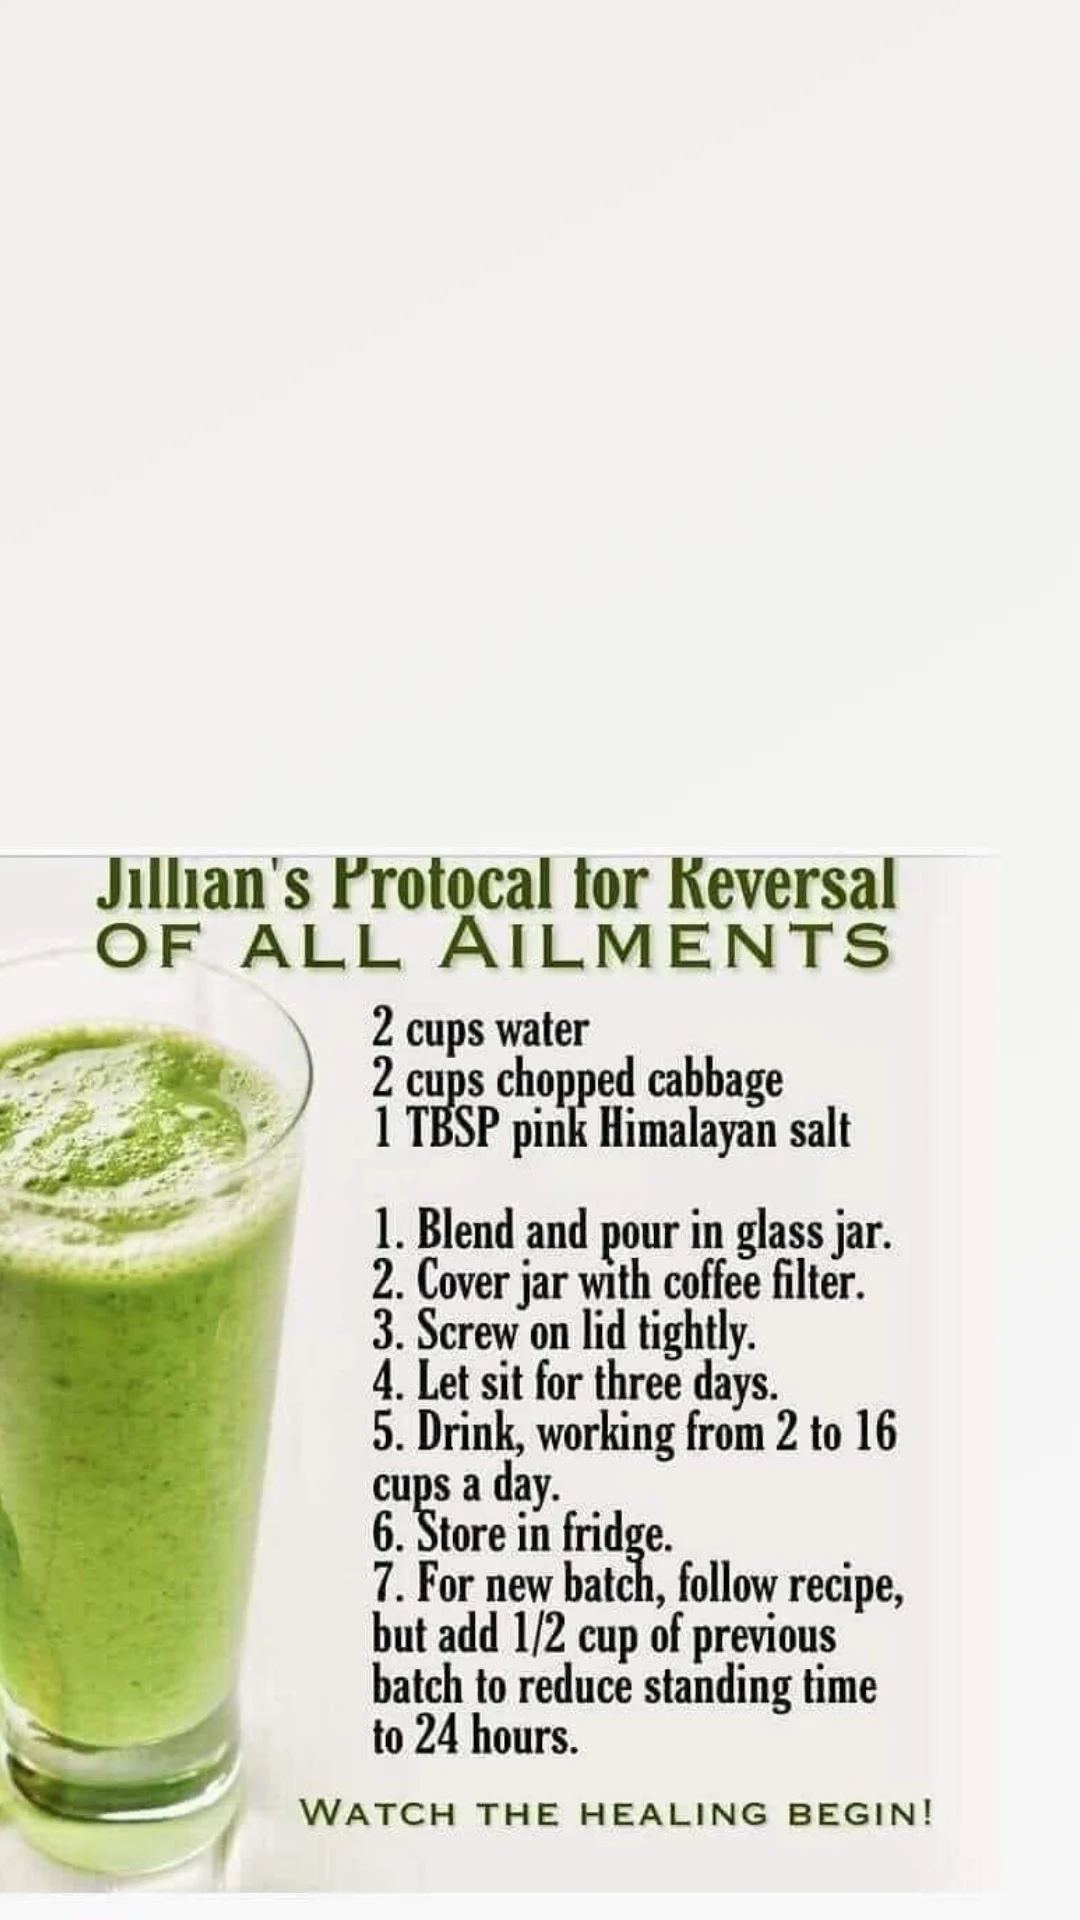 Jillian's Protocal for Reversal
OF ALL AILMENTS
2 cups water
2 cups chopped cabbage
1 TBSP pink Himalayan salt
1. Blend and pour in glass jar.
2. Cover jar with coffee filter.
3. Screw on lid tightly.
4. Let sit for three days.
5. Drink, working from 2 to 16
cups a day.
6. Store in fridge.
7. For new batch, follow recipe,
but add 1/2 cup of previous
batch to reduce standing time
to 24 hours.
WATCH THE HEALING BEGIN!